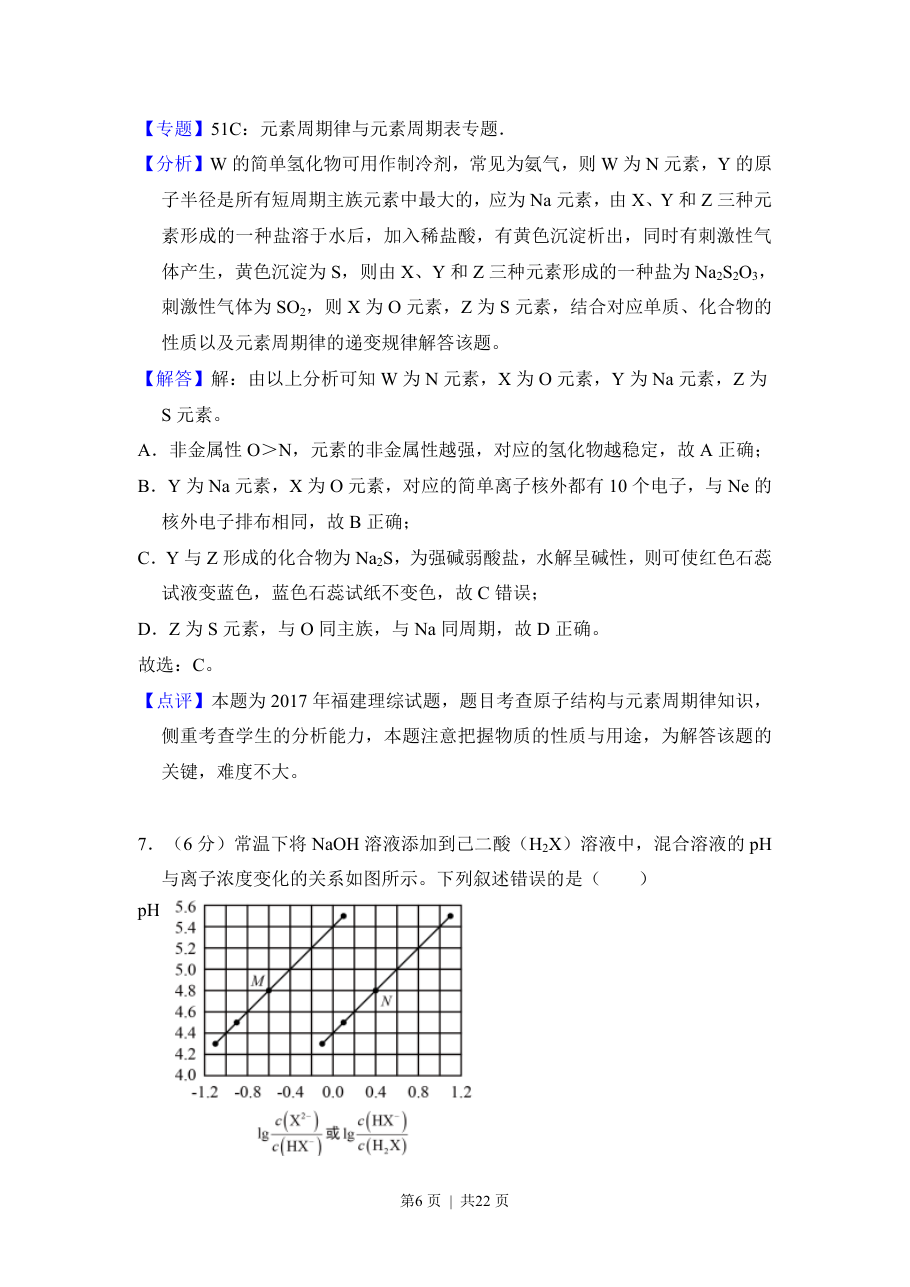 【专题】51C：元素周期律与元素周期表专题．
【分析】W 的简单氢化物可用作制冷剂，常见为氨气，则 W 为 N 元素，Y 的原
子半径是所有短周期主族元素中最大的，应为 Na 元素，由 X、Y 和 Z 三种元
素形成的一种盐溶于水后，加入稀盐酸，有黄色沉淀析出，同时有刺激性气
体产生，黄色沉淀为 S，则由 X、Y 和 Z 三种元素形成的一种盐为 Na₂S₂O₃，
刺激性气体为 SO₂，则 X 为 O 元素，Z 为 S 元素，结合对应单质、化合物的
性质以及元素周期律的递变规律解答该题。
【解答】解：由以上分析可知 W 为 N 元素，X 为 O 元素，Y 为 Na 元素，Z 为
S 元素。
A．非金属性 O＞N，元素的非金属性越强，对应的氢化物越稳定，故 A 正确；
B．Y 为 Na 元素，X 为 O 元素，对应的简单离子核外都有 10 个电子，与 Ne 的
核外电子排布相同，故 B 正确；
C．Y 与 Z 形成的化合物为 Na₂S，为强碱弱酸盐，水解呈碱性，则可使红色石蕊
试液变蓝色，蓝色石蕊试纸不变色，故 C 错误；
D．Z 为 S 元素，与 O 同主族，与 Na 同周期，故 D 正确。
故选：C。
【点评】本题为 2017 年福建理综试题，题目考查原子结构与元素周期律知识，
侧重考查学生的分析能力，本题注意把握物质的性质与用途，为解答该题的
关键，难度不大。
7．（6 分）常温下将 NaOH 溶液添加到己二酸（H₂X）溶液中，混合溶液的 pH
与离子浓度变化的关系如图所示。下列叙述错误的是（　　）
pH 5.6
5.4
5.2
5.0
M
4.8
N
4.6
4.4
4.2
4.0
-1.2 -0.8 -0.4 0.0 0.4 0.8 1.2
lg c(X²⁻)/c(HX⁻) 或 lg c(HX⁻)/c(H₂X)
第6 页 | 共22 页